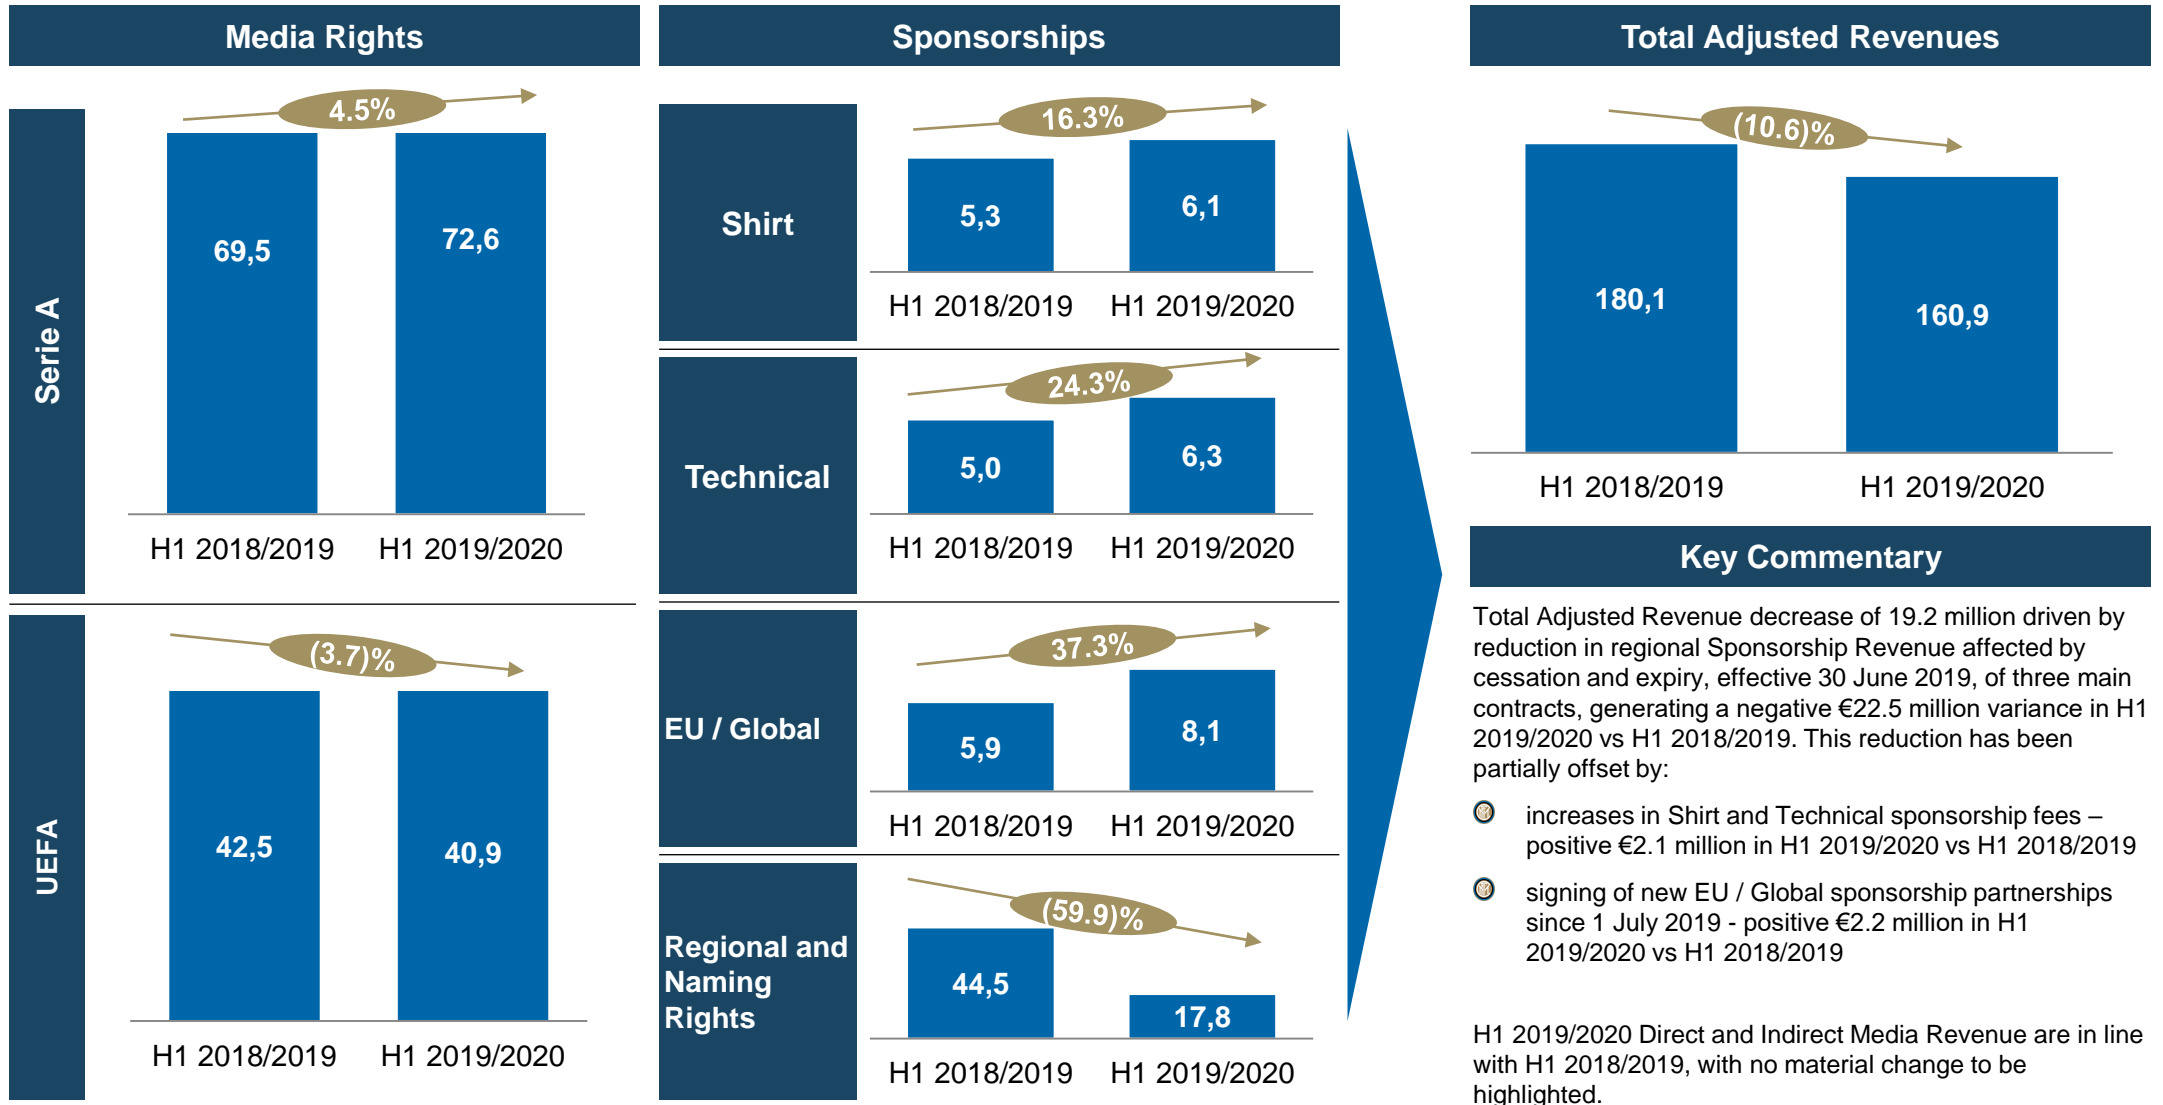 Media Rights
Serie A
4.5%
69,5
72,6
H1 2018/2019
H1 2019/2020
UEFA
(3.7)%
42,5
40,9
H1 2018/2019
H1 2019/2020
Sponsorships
Shirt
16.3%
5,3
6,1
H1 2018/2019
H1 2019/2020
Technical
24.3%
5,0
6,3
H1 2018/2019
H1 2019/2020
EU / Global
37.3%
5,9
8,1
H1 2018/2019
H1 2019/2020
Regional and
Naming
Rights
(59.9)%
44,5
17,8
H1 2018/2019
H1 2019/2020
Total Adjusted Revenues
(10.6)%
180,1
160,9
H1 2018/2019
H1 2019/2020
Key Commentary
Total Adjusted Revenue decrease of 19.2 million driven by
reduction in regional Sponsorship Revenue affected by
cessation and expiry, effective 30 June 2019, of three main
contracts, generating a negative €22.5 million variance in H1
2019/2020 vs H1 2018/2019. This reduction has been
partially offset by:
increases in Shirt and Technical sponsorship fees –
positive €2.1 million in H1 2019/2020 vs H1 2018/2019
signing of new EU / Global sponsorship partnerships
since 1 July 2019 - positive €2.2 million in H1
2019/2020 vs H1 2018/2019
H1 2019/2020 Direct and Indirect Media Revenue are in line
with H1 2018/2019, with no material change to be
highlighted.